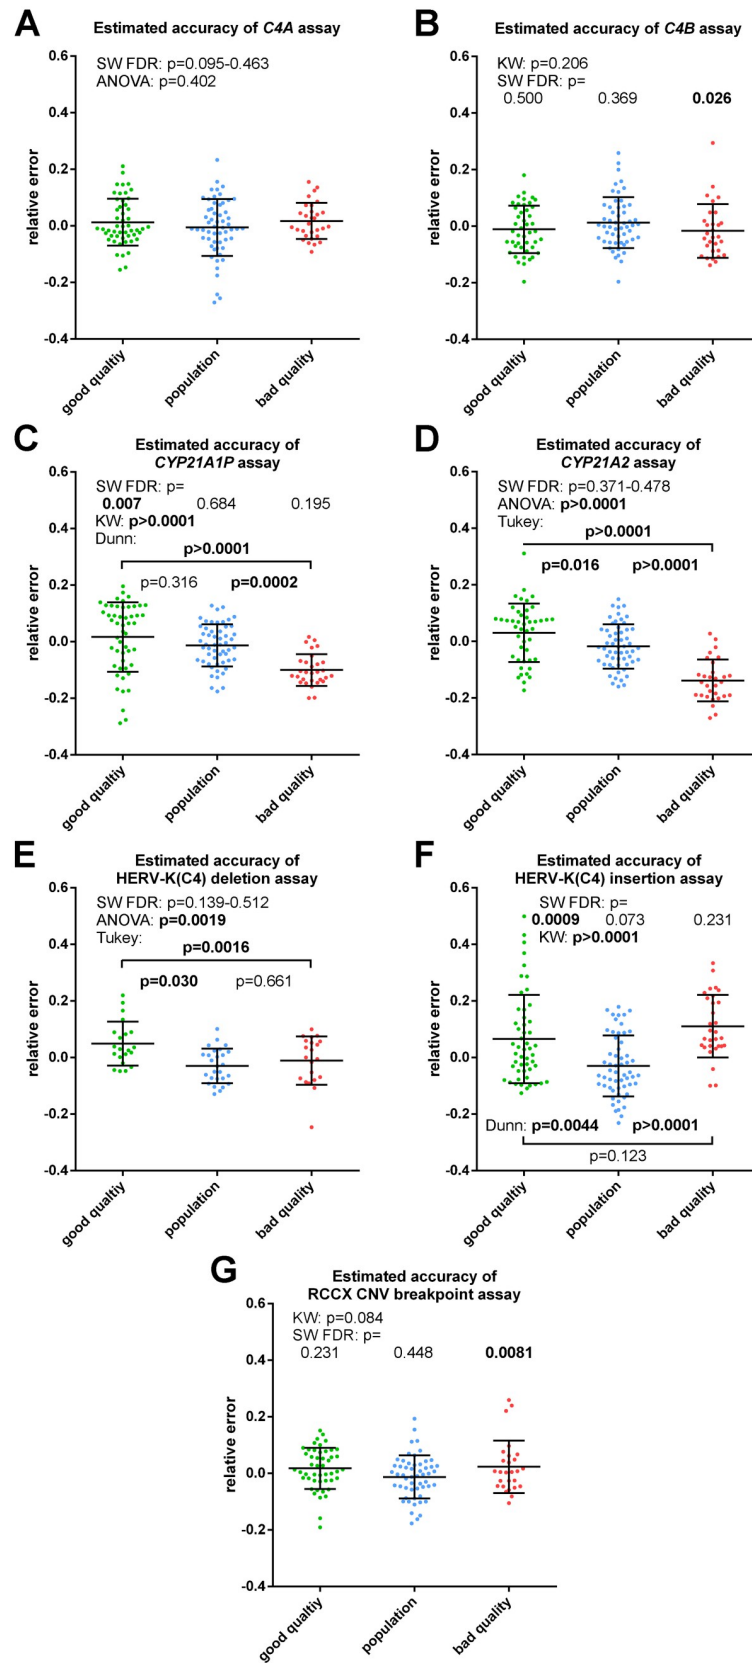 A
Estimated accuracy of C4A assay
SW FDR: p=0.095-0.463
ANOVA: p=0.402
0.6
0.4
0.2
0.0
-0.2
-0.4
relative error
good qualtiy
population
bad quality
B
Estimated accuracy of C4B assay
KW: p=0.206
SW FDR: p=
0.500 0.369 0.026
0.6
0.4
0.2
0.0
-0.2
-0.4
relative error
good qualtiy
population
bad quality
C
Estimated accuracy of
CYP21A1P assay
SW FDR: p=
0.007 0.684 0.195
KW: p>0.0001
Dunn:
p>0.0001
p=0.316 p=0.0002
0.6
0.4
0.2
0.0
-0.2
-0.4
relative error
good qualtiy
population
bad quality
D
Estimated accuracy of
CYP21A2 assay
SW FDR: p=0.371-0.478
ANOVA: p>0.0001
Tukey:
p>0.0001
p=0.016 p>0.0001
0.6
0.4
0.2
0.0
-0.2
-0.4
relative error
good qualtiy
population
bad quality
E
Estimated accuracy of
HERV-K(C4) deletion assay
SW FDR: p=0.139-0.512
ANOVA: p=0.0019
Tukey:
p=0.0016
p=0.030 p=0.661
0.6
0.4
0.2
0.0
-0.2
-0.4
relative error
good qualtiy
population
bad quality
F
Estimated accuracy of
HERV-K(C4) insertion assay
SW FDR: p=
0.0009 0.073 0.231
KW: p>0.0001
0.6
0.4
0.2
0.0
-0.2
-0.4
relative error
Dunn: p=0.0044 p>0.0001
p=0.123
good qualtiy
population
bad quality
G
Estimated accuracy of
RCCX CNV breakpoint assay
KW: p=0.084
SW FDR: p=
0.231 0.448 0.0081
0.6
0.4
0.2
0.0
-0.2
-0.4
relative error
good qualtiy
population
bad quality